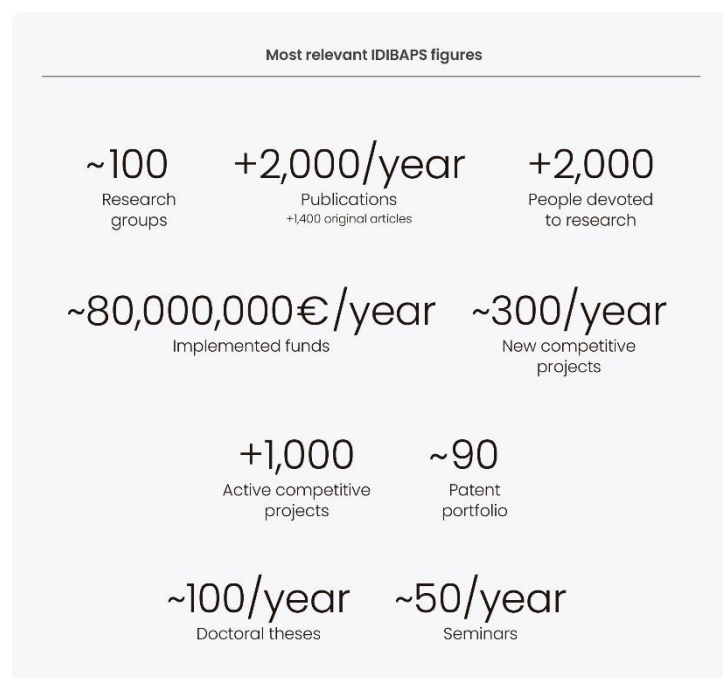 Most relevant IDIBAPS figures
~100
Research
groups
+2,000/year
Publications
+1,400 original articles
+2,000
People devoted
to research
~80,000,000€/year
Implemented funds
~300/year
New competitive
projects
+1,000
Active competitive
projects
~90
Patent
portfolio
~100/year
Doctoral theses
~50/year
Seminars